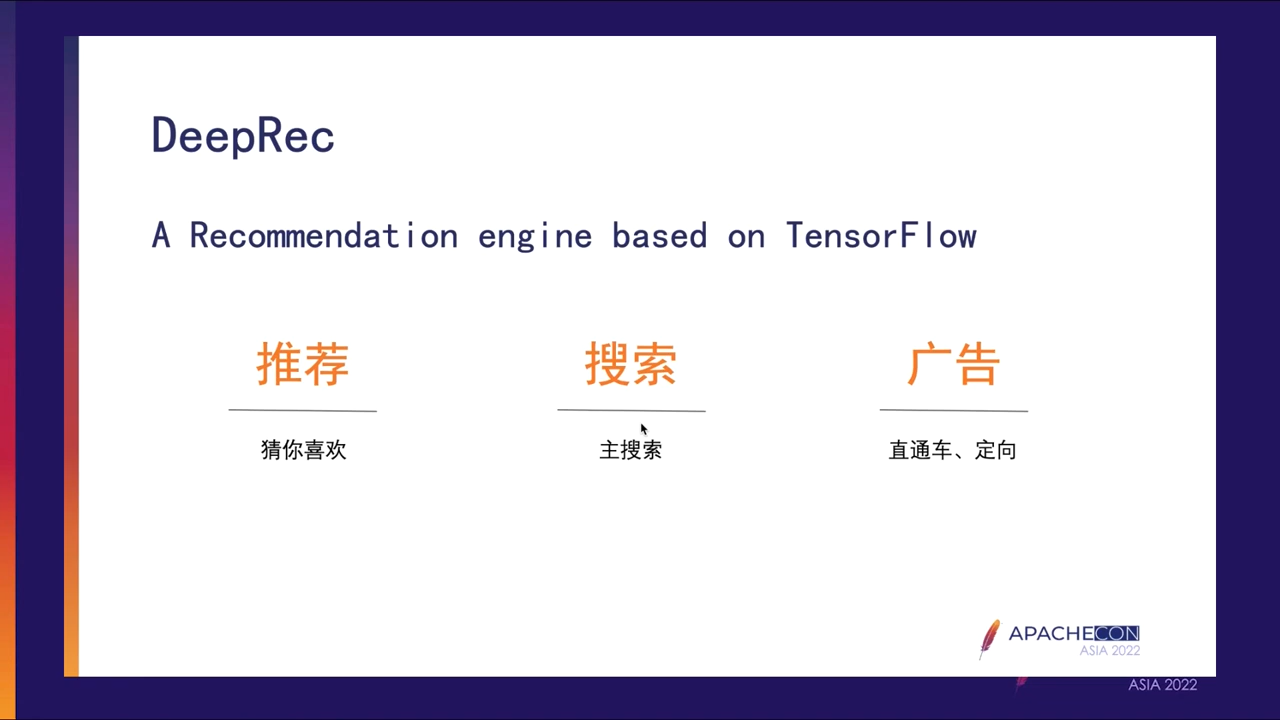 DeepRec
A Recommendation engine based on TensorFlow
推荐
搜索
广告
猜你喜欢
主搜索
直通车、定向
APACHECON
ASIA 2022
ASIA 2022